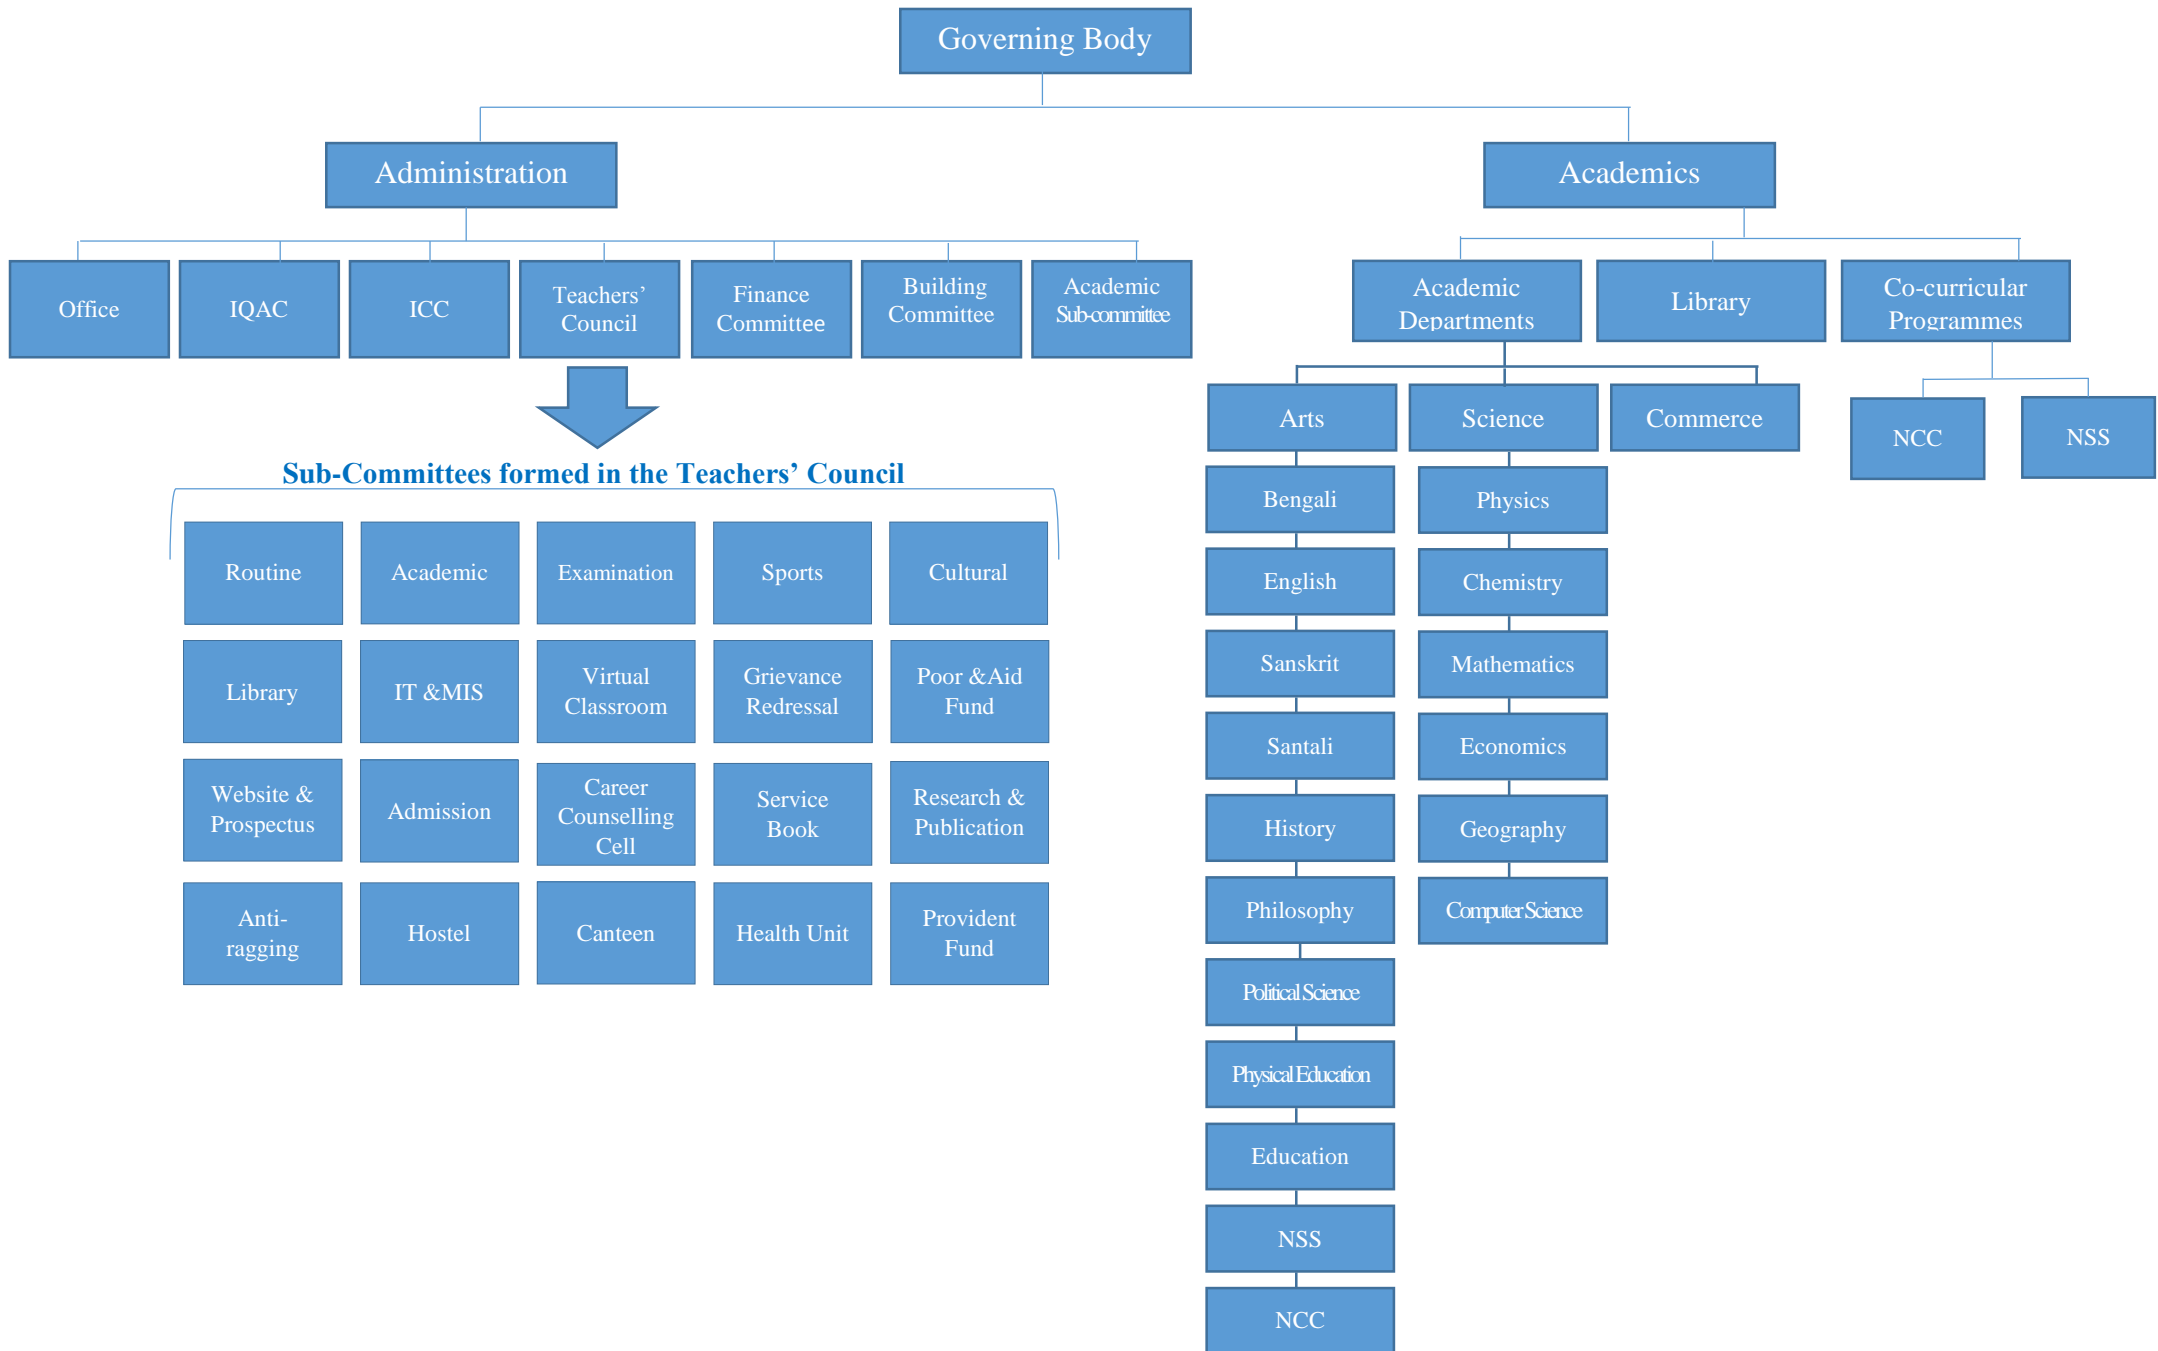 Governing Body
Administration
Academics
Office
IQAC
ICC
Teachers’
Council
Finance
Committee
Building
Committee
Academic
Sub-committee
Academic
Departments
Library
Co-curricular
Programmes
Arts
Science
Commerce
NCC
NSS
Sub-Committees formed in the Teachers’ Council
Routine
Academic
Examination
Sports
Cultural
Library
IT &MIS
Virtual
Classroom
Grievance
Redressal
Poor &Aid
Fund
Website &
Prospectus
Admission
Career
Counselling
Cell
Service
Book
Research &
Publication
Anti-
ragging
Hostel
Canteen
Health Unit
Provident
Fund
Bengali
English
Sanskrit
Santali
History
Philosophy
Political Science
Physical Education
Education
NSS
NCC
Physics
Chemistry
Mathematics
Economics
Geography
Computer Science